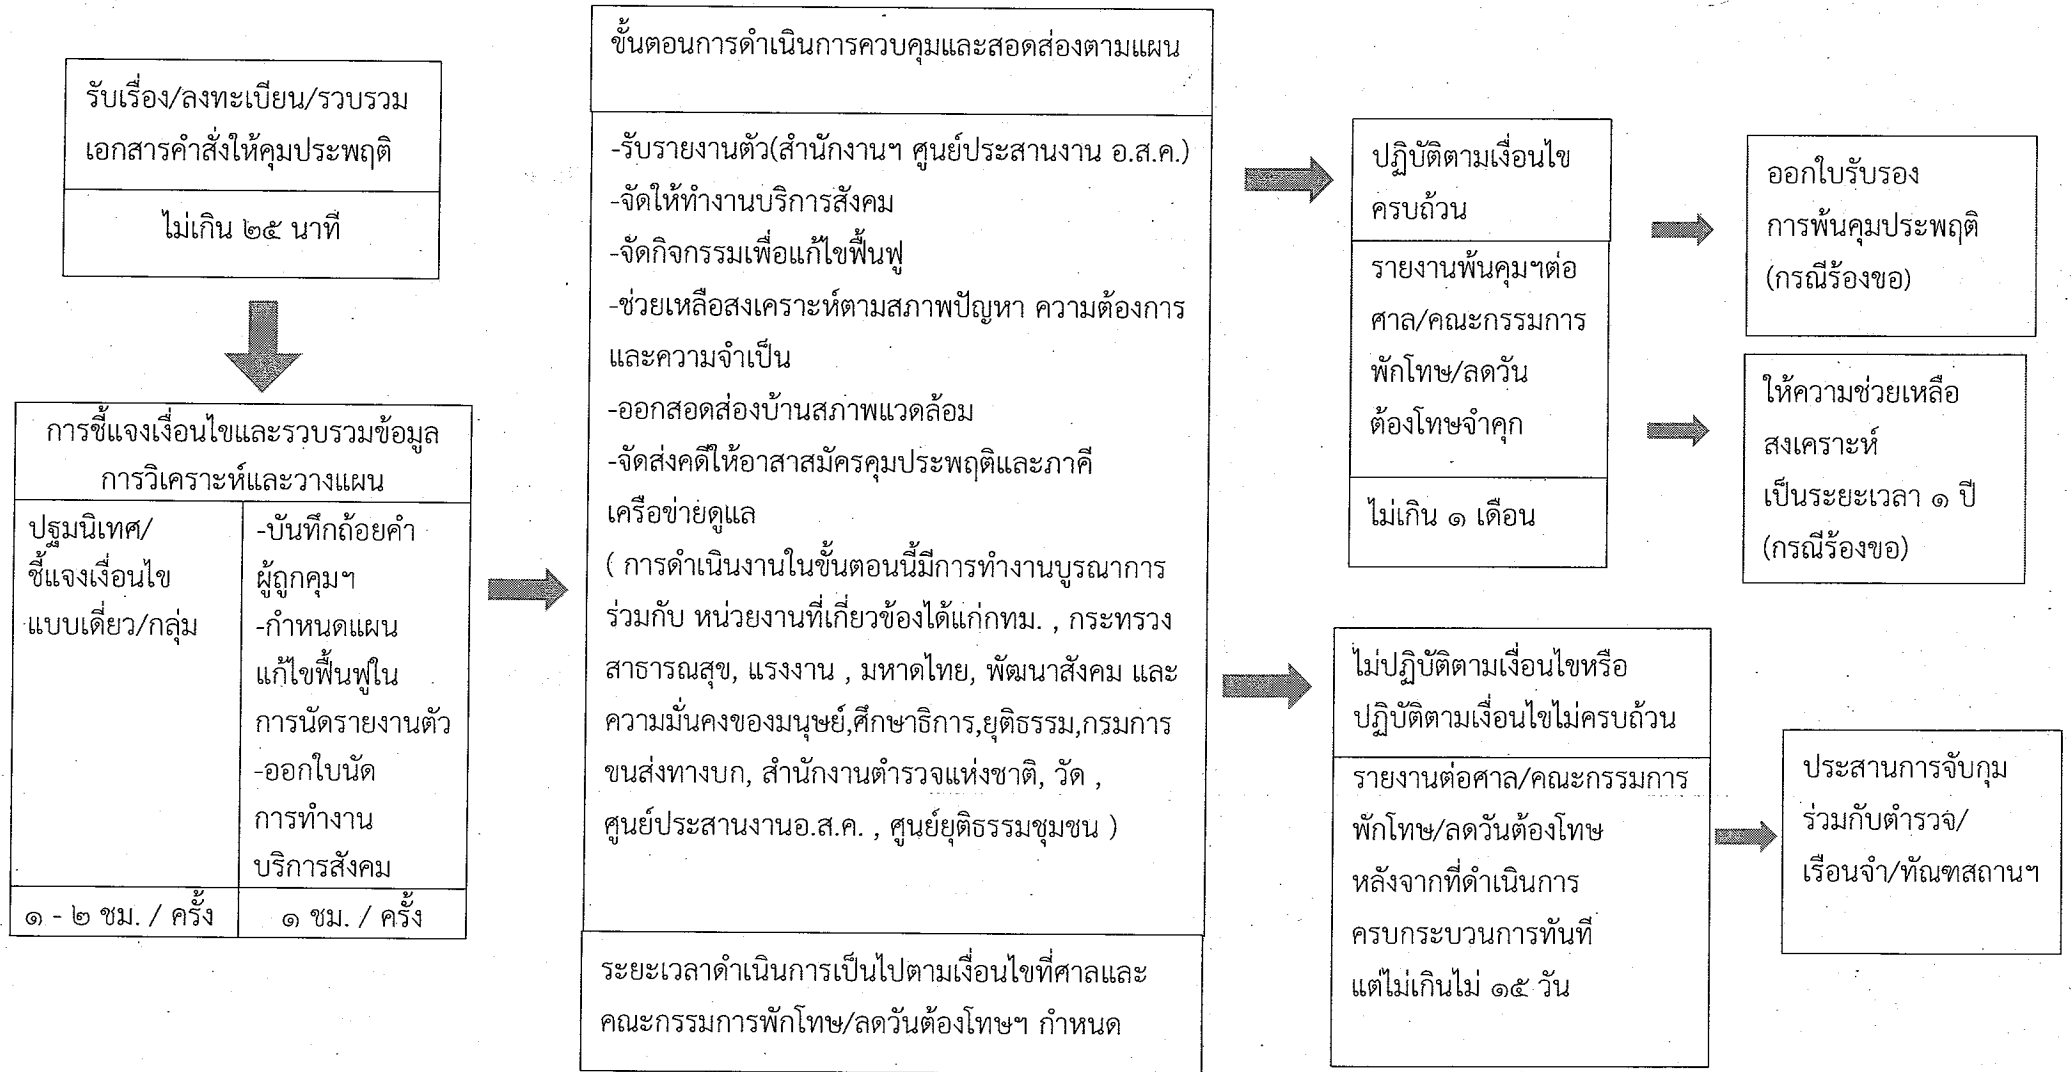 รับเรื่อง/ลงทะเบียน/รวบรวม
เอกสารคำสั่งให้คุมประพฤติ
ไม่เกิน ๒๕ นาที
การชี้แจงเงื่อนไขและรวบรวมข้อมูล
การวิเคราะห์และวางแผน
ปฐมนิเทศ/
ชี้แจงเงื่อนไข
แบบเดี่ยว/กลุ่ม
๑ - ๒ ชม. / ครั้ง
-บันทึกถ้อยคำ
ผู้ถูกคุมฯ
-กำหนดแผน
แก้ไขฟื้นฟูใน
การนัดรายงานตัว
-ออกใบนัด
การทำงาน
บริการสังคม
๑ ชม. / ครั้ง
ขั้นตอนการดำเนินการควบคุมและสอดส่องตามแผน
-รับรายงานตัว(สำนักงานฯ ศูนย์ประสานงาน อ.ส.ค.)
-จัดให้ทำงานบริการสังคม
-จัดกิจกรรมเพื่อแก้ไขฟื้นฟู
-ช่วยเหลือสงเคราะห์ตามสภาพปัญหา ความต้องการ
และความจำเป็น
-ออกสอดส่องบ้านสภาพแวดล้อม
-จัดส่งคดีให้อาสาสมัครคุมประพฤติและภาคี
เครือข่ายดูแล
( การดำเนินงานในขั้นตอนนี้มีการทำงานบูรณาการ
ร่วมกับ หน่วยงานที่เกี่ยวข้องได้แก่กทม. , กระทรวง
สาธารณสุข, แรงงาน , มหาดไทย, พัฒนาสังคม และ
ความมั่นคงของมนุษย์,ศึกษาธิการ,ยุติธรรม,กรมการ
ขนส่งทางบก, สำนักงานตำรวจแห่งชาติ, วัด ,
ศูนย์ประสานงานอ.ส.ค. , ศูนย์ยุติธรรมชุมชน )
ระยะเวลาดำเนินการเป็นไปตามเงื่อนไขที่ศาลและ
คณะกรรมการพักโทษ/ลดวันต้องโทษฯ กำหนด
ปฏิบัติตามเงื่อนไข
ครบถ้วน
รายงานพ้นคุมฯต่อ
ศาล/คณะกรรมการ
พักโทษ/ลดวัน
ต้องโทษจำคุก
ไม่เกิน ๑ เดือน
ออกใบรับรอง
การพ้นคุมประพฤติ
(กรณีร้องขอ)
ให้ความช่วยเหลือ
สงเคราะห์
เป็นระยะเวลา ๑ ปี
(กรณีร้องขอ)
ไม่ปฏิบัติตามเงื่อนไขหรือ
ปฏิบัติตามเงื่อนไขไม่ครบถ้วน
รายงานต่อศาล/คณะกรรมการ
พักโทษ/ลดวันต้องโทษ
หลังจากที่ดำเนินการ
ครบกระบวนการทันที
แต่ไม่เกินไม่ ๑๕ วัน
ประสานการจับกุม
ร่วมกับตำรวจ/
เรือนจำ/ทัณฑสถานฯ